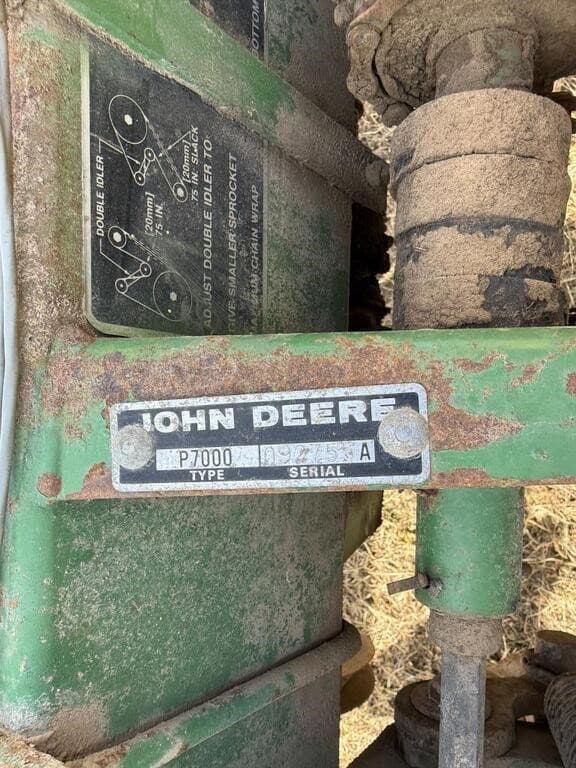 BOTTOM
DOUBLE IDLER
[20mm]
.75 IN.
[20mm]
.75 IN. SLACK
ADJUST DOUBLE IDLER TO
GIVE SMALLER SPROCKET
CHAIN WRAP
JOHN DEERE
P7000 A
TYPE SERIAL